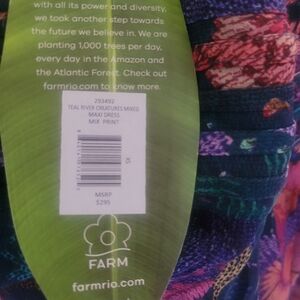 with all its power and diversity,
we took another step towards
the future we believe in. We are
planting 1,000 trees per day,
every day in the Amazon and
the Atlantic Forest. Check out
farmrio.com to know more.
293492
TEAL RIVER CREATURES MIXED
MAXI DRESS
MIX PRINT
XS
MSRP
$295
FARM
farmrio.com